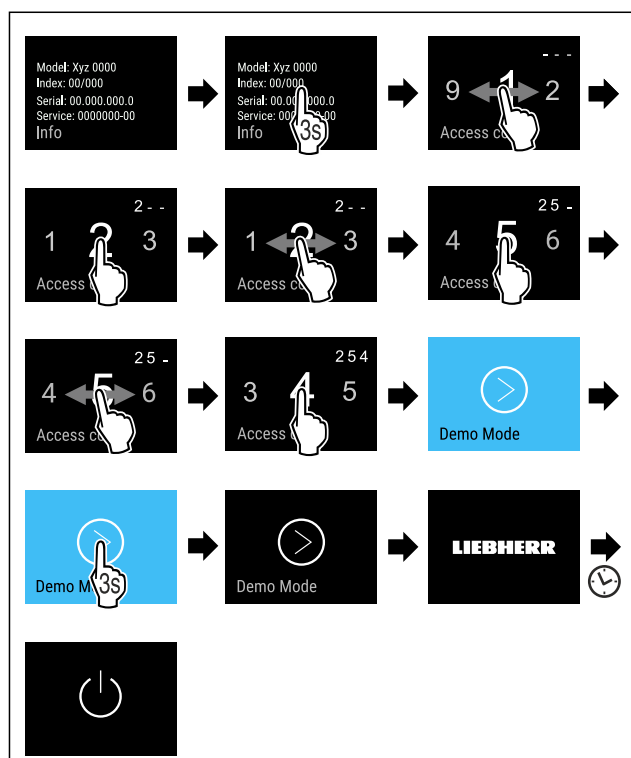 Model: Xyz 0000
Index: 00/000
Serial: 00.000.000.0
Service: 0000000-00
Info
Model: Xyz 0000
Index: 00/000
Serial: 00. 0.0
Service: 000 -00
Info
3s
- - -
9 1 2
Access c
2 - -
1 2 3
Access
2 - -
1 2 3
Access c
2 5 -
4 5 6
Access
2 5 -
4 5 6
Access co
2 5 4
3 4 5
Access
Demo Mode
Demo M
3s
Demo Mode
LIEBHERR